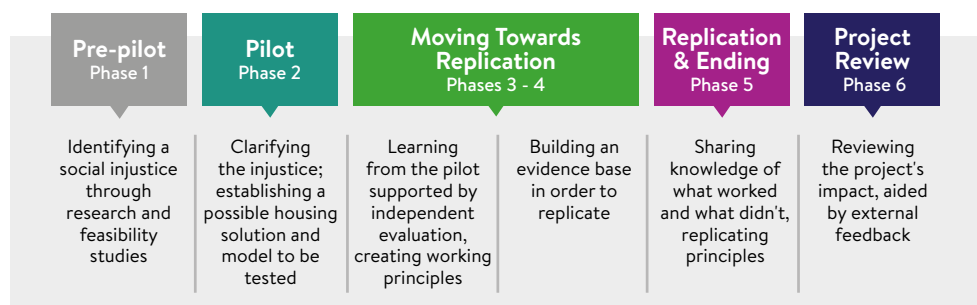 Pre-pilot
Phase 1
Identifying a
social injustice
through
research and
feasibility
studies
Pilot
Phase 2
Clarifying
the injustice;
establishing a
possible housing
solution and
model to be
tested
Moving Towards
Replication
Phases 3 - 4
Learning
from the pilot
supported by
independent
evaluation,
creating working
principles
Building an
evidence base
in order to
replicate
Replication
& Ending
Phase 5
Sharing
knowledge of
what worked
and what didn't,
replicating
principles
Project
Review
Phase 6
Reviewing
the project's
impact, aided
by external
feedback